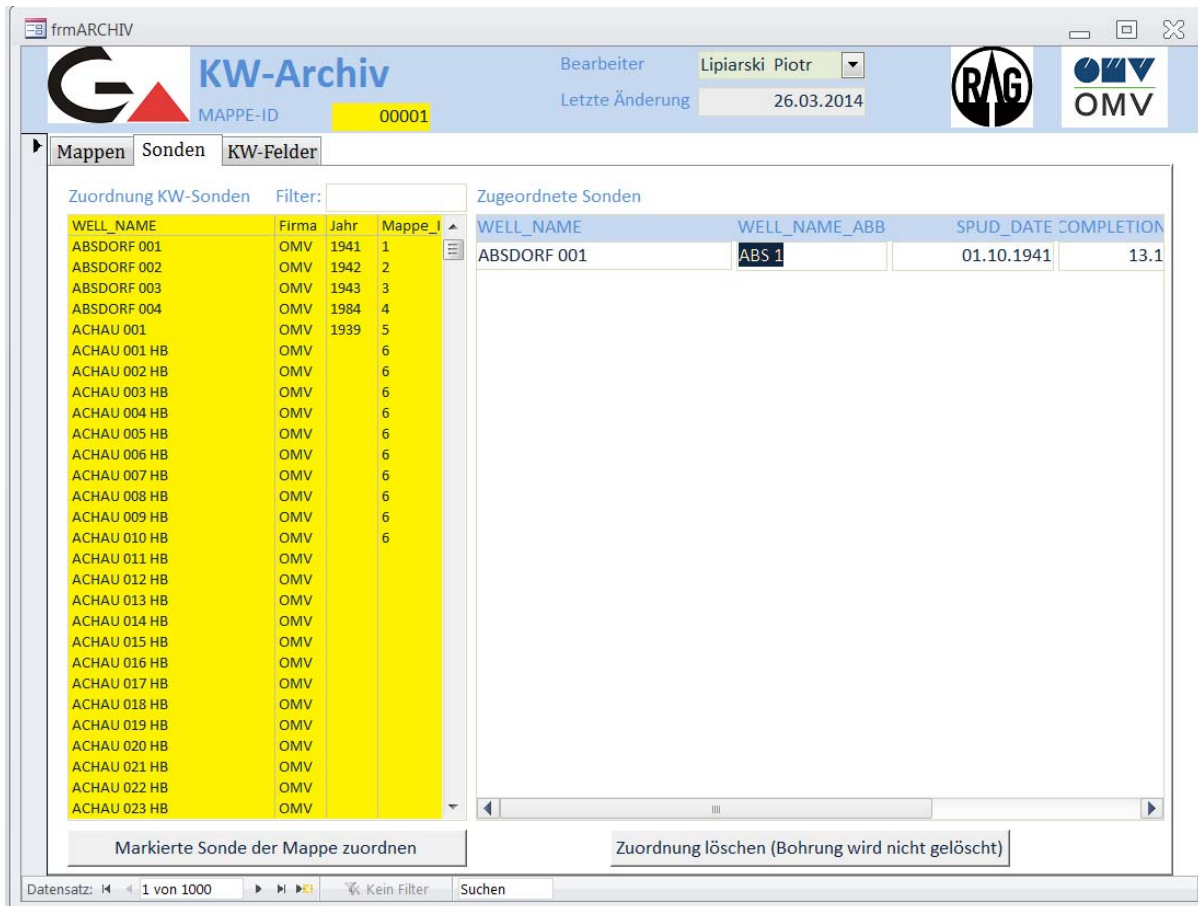 frmARCHIV
KW-Archiv
MAPPE-ID 00001
Bearbeiter Lipiarski Piotr
Letzte Änderung 26.03.2014
RAG
OMV
Mappen Sonden KW-Felder
Zuordnung KW-Sonden Filter:
WELL_NAME Firma Jahr Mappe_I
ABSDORF 001 OMV 1941 1
ABSDORF 002 OMV 1942 2
ABSDORF 003 OMV 1943 3
ABSDORF 004 OMV 1984 4
ACHAU 001 OMV 1939 5
ACHAU 001 HB OMV 6
ACHAU 002 HB OMV 6
ACHAU 003 HB OMV 6
ACHAU 004 HB OMV 6
ACHAU 005 HB OMV 6
ACHAU 006 HB OMV 6
ACHAU 007 HB OMV 6
ACHAU 008 HB OMV 6
ACHAU 009 HB OMV 6
ACHAU 010 HB OMV 6
ACHAU 011 HB OMV
ACHAU 012 HB OMV
ACHAU 013 HB OMV
ACHAU 014 HB OMV
ACHAU 015 HB OMV
ACHAU 016 HB OMV
ACHAU 017 HB OMV
ACHAU 018 HB OMV
ACHAU 019 HB OMV
ACHAU 020 HB OMV
ACHAU 021 HB OMV
ACHAU 022 HB OMV
ACHAU 023 HB OMV
Zugeordnete Sonden
WELL_NAME WELL_NAME_ABB SPUD_DATE COMPLETION
ABSDORF 001 ABS 1 01.10.1941 13.1
Markierte Sonde der Mappe zuordnen
Zuordnung löschen (Bohrung wird nicht gelöscht)
Datensatz: 1 von 1000 Kein Filter Suchen